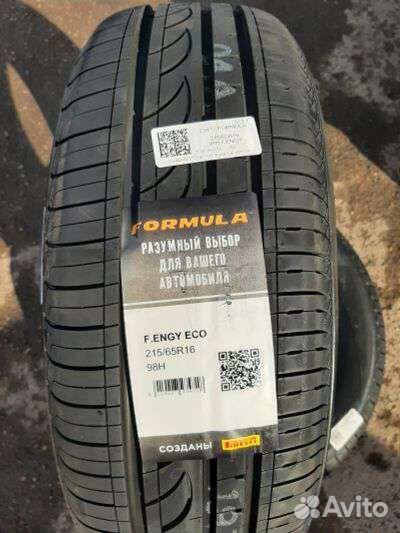 FORMULA
РАЗУМНЫЙ ВЫБОР
ДЛЯ ВАШЕГО
АВТОМОБИЛЯ
F.ENGY ECO
215/65R16
98H
СОЗДАНЫ PIRELLI
Avito